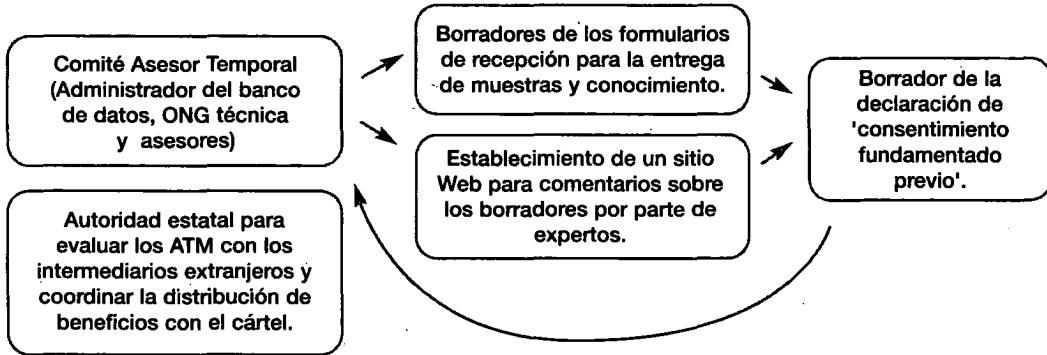 Comité Asesor Temporal
(Administrador del banco
de datos, ONG técnica
y asesores)
Autoridad estatal para
evaluar los ATM con los
intermediarios extranjeros y
coordinar la distribución de
beneficios con el cártel.
Borradores de los formularios
de recepción para la entrega
de muestras y conocimiento.
Establecimiento de un sitio
Web para comentarios sobre
los borradores por parte de
expertos.
Borrador de la
declaración de
'consentimiento
fundamentado
previo'.